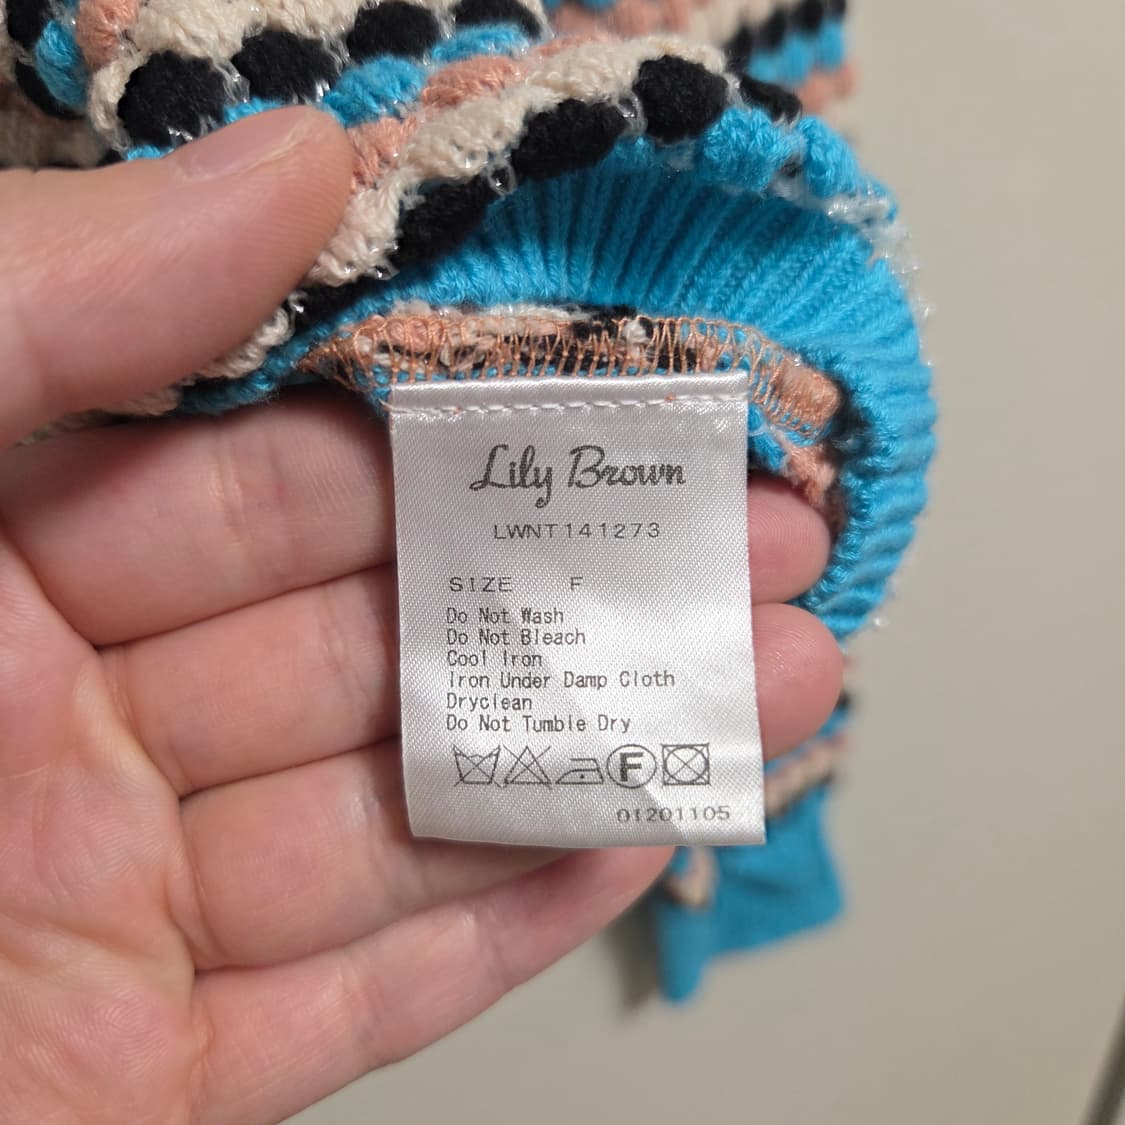 Lily Brown
LWNT141273
SIZE F
Do Not Wash
Do Not Bleach
Cool Iron
Iron Under Damp Cloth
Dryclean
Do Not Tumble Dry
F
01201105